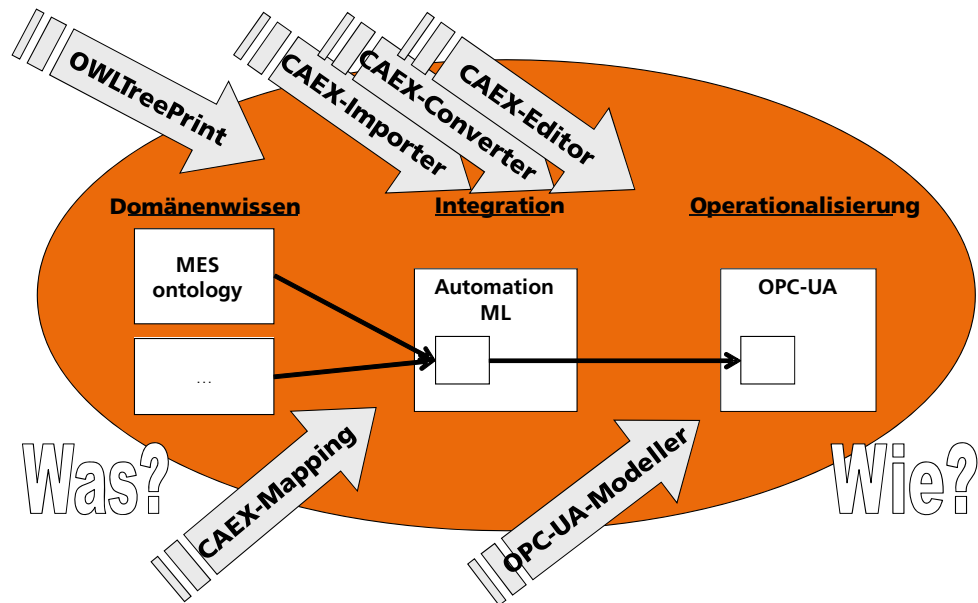 OWLTreePrint
CAEX-Importer
CAEX-Converter
CAEX-Editor
Domänenwissen
Integration
Operationalisierung
MES
ontology
Automation
ML
OPC-UA
...
Was?
CAEX-Mapping
OPC-UA-Modeller
Wie?